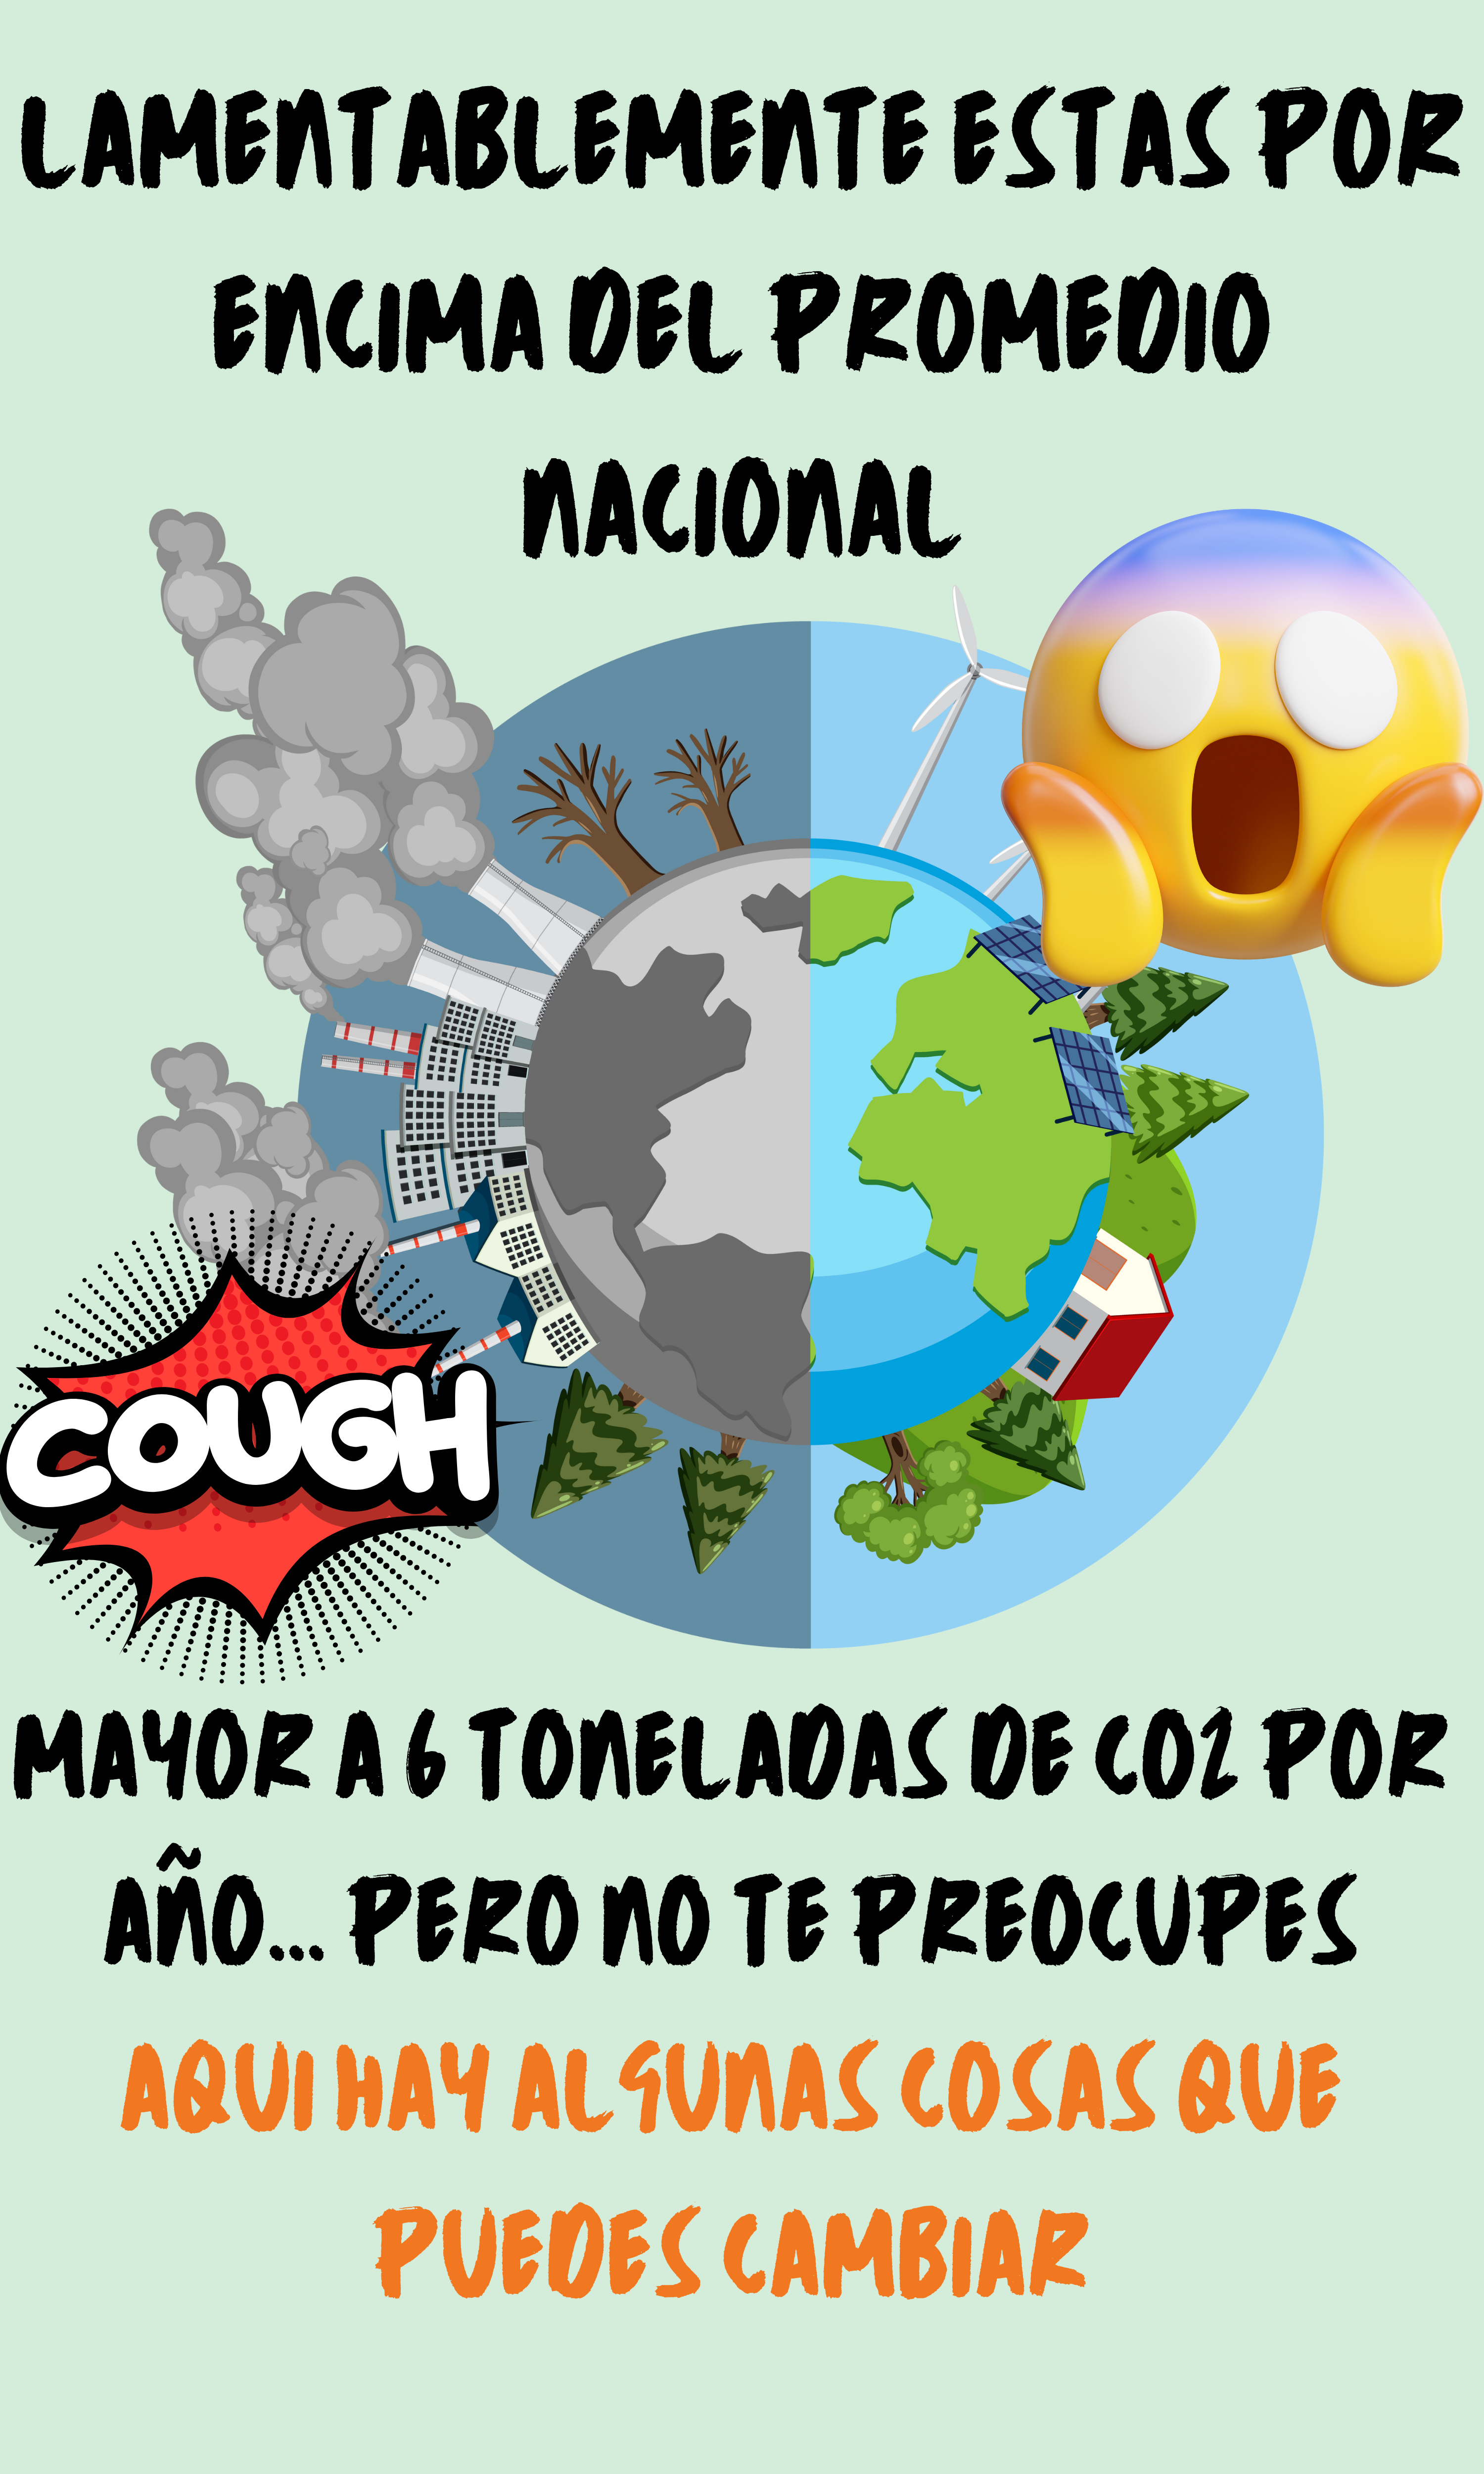 LAMENTABLEMENTE ESTAS POR
ENCIMA DEL PROMEDIO
NACIONAL
COUGH
MAYOR A 6 TONELADAS DE CO2 POR
AÑO... PERO NO TE PREOCUPES
AQUI HAY ALGUNAS COSAS QUE
PUEDES CAMBIAR